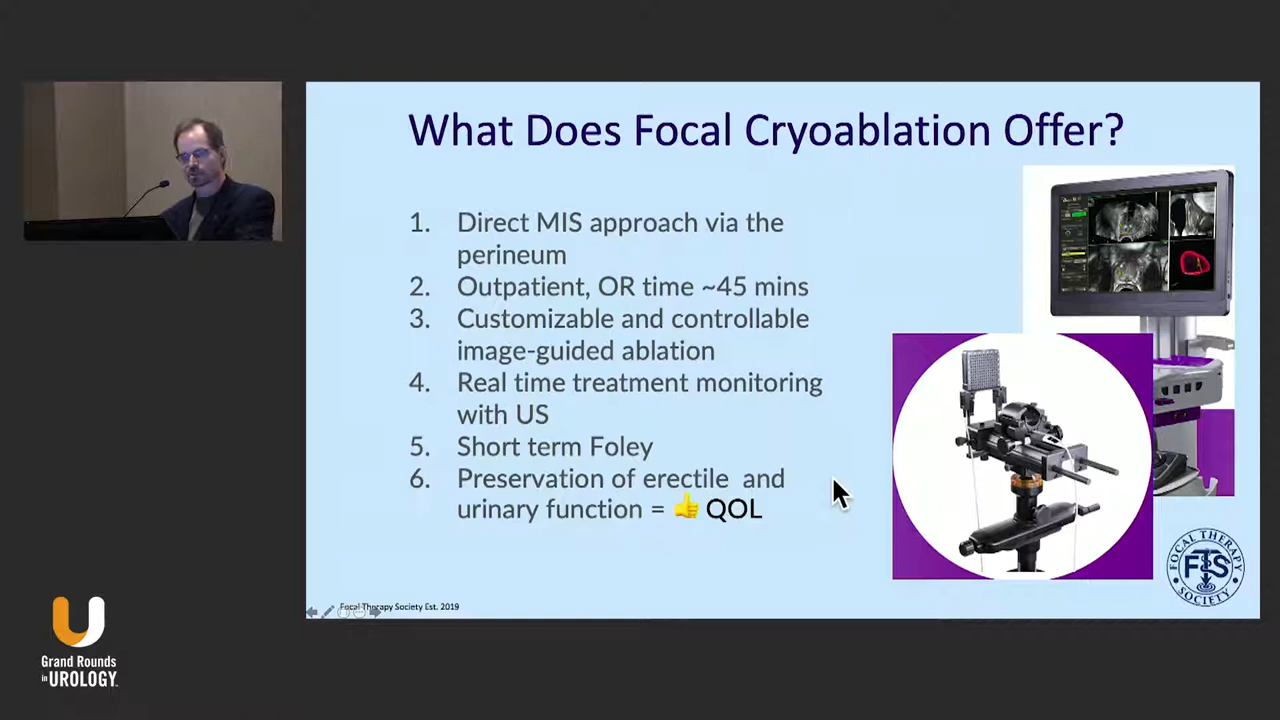 What Does Focal Cryoablation Offer?
1. Direct MIS approach via the
perineum
2. Outpatient, OR time ~45 mins
3. Customizable and controllable
image-guided ablation
4. Real time treatment monitoring
with US
5. Short term Foley
6. Preservation of erectile and
urinary function = 👍 QOL
FOCAL THERAPY
FTS
SOCIETY
Focal Therapy Society Est. 2019
Grand Rounds
in UROLOGY